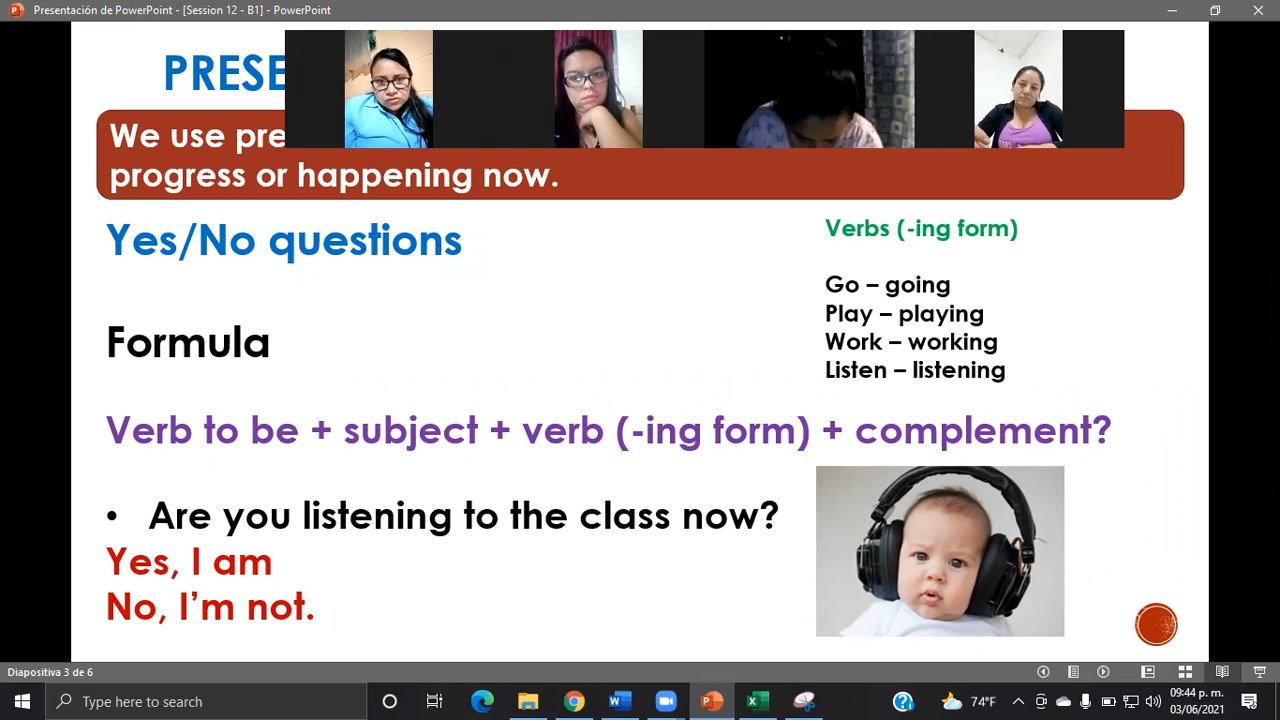 Presentación de PowerPoint - [Session 12 - B1] - PowerPoint
We use
progress or happening now.
Yes/No questions
Verbs (-ing form)
Go – going
Play – playing
Work – working
Listen – listening
Formula
Verb to be + subject + verb (-ing form) + complement?
• Are you listening to the class now?
Yes, I am
No, I’m not.
Diapositiva 3 de 6
Type here to search
74°F
09:44 p. m.
03/06/2021